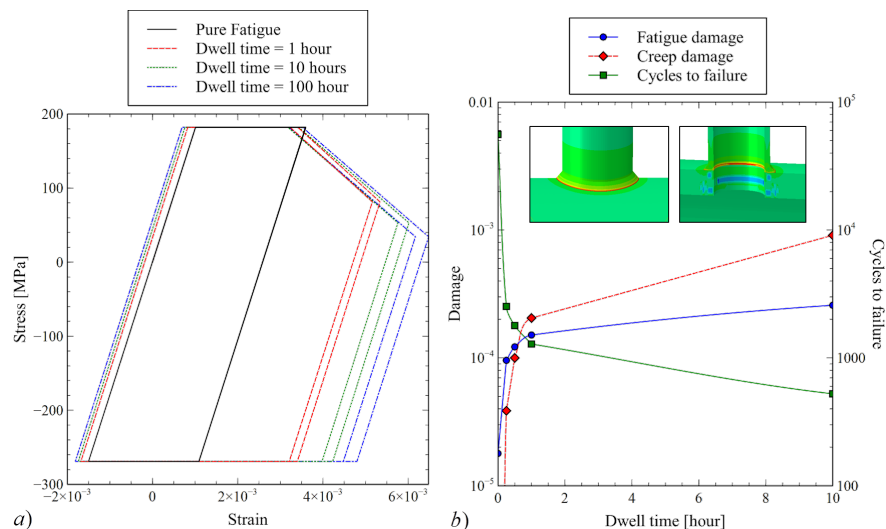 Pure Fatigue
Dwell time = 1 hour
Dwell time = 10 hours
Dwell time = 100 hour
200
100
0
−100
−200
−300
Stress [MPa]
−2×10⁻³
0
2×10⁻³
4×10⁻³
6×10⁻³
Strain
a)
Fatigue damage
Creep damage
Cycles to failure
0.01
10⁻³
10⁻⁴
10⁻⁵
Damage
10⁵
10⁴
1000
100
Cycles to failure
0
2
4
6
8
10
Dwell time [hour]
b)